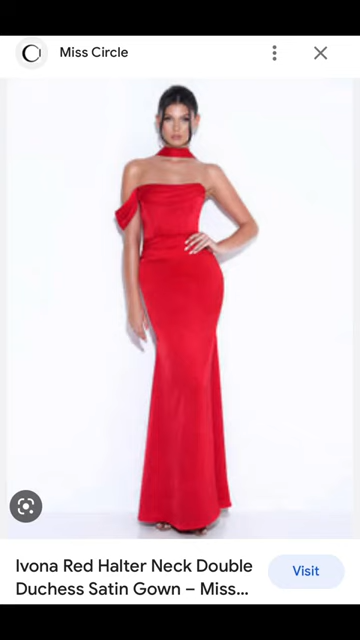 Miss Circle
Ivona Red Halter Neck Double
Duchess Satin Gown – Miss...
Visit